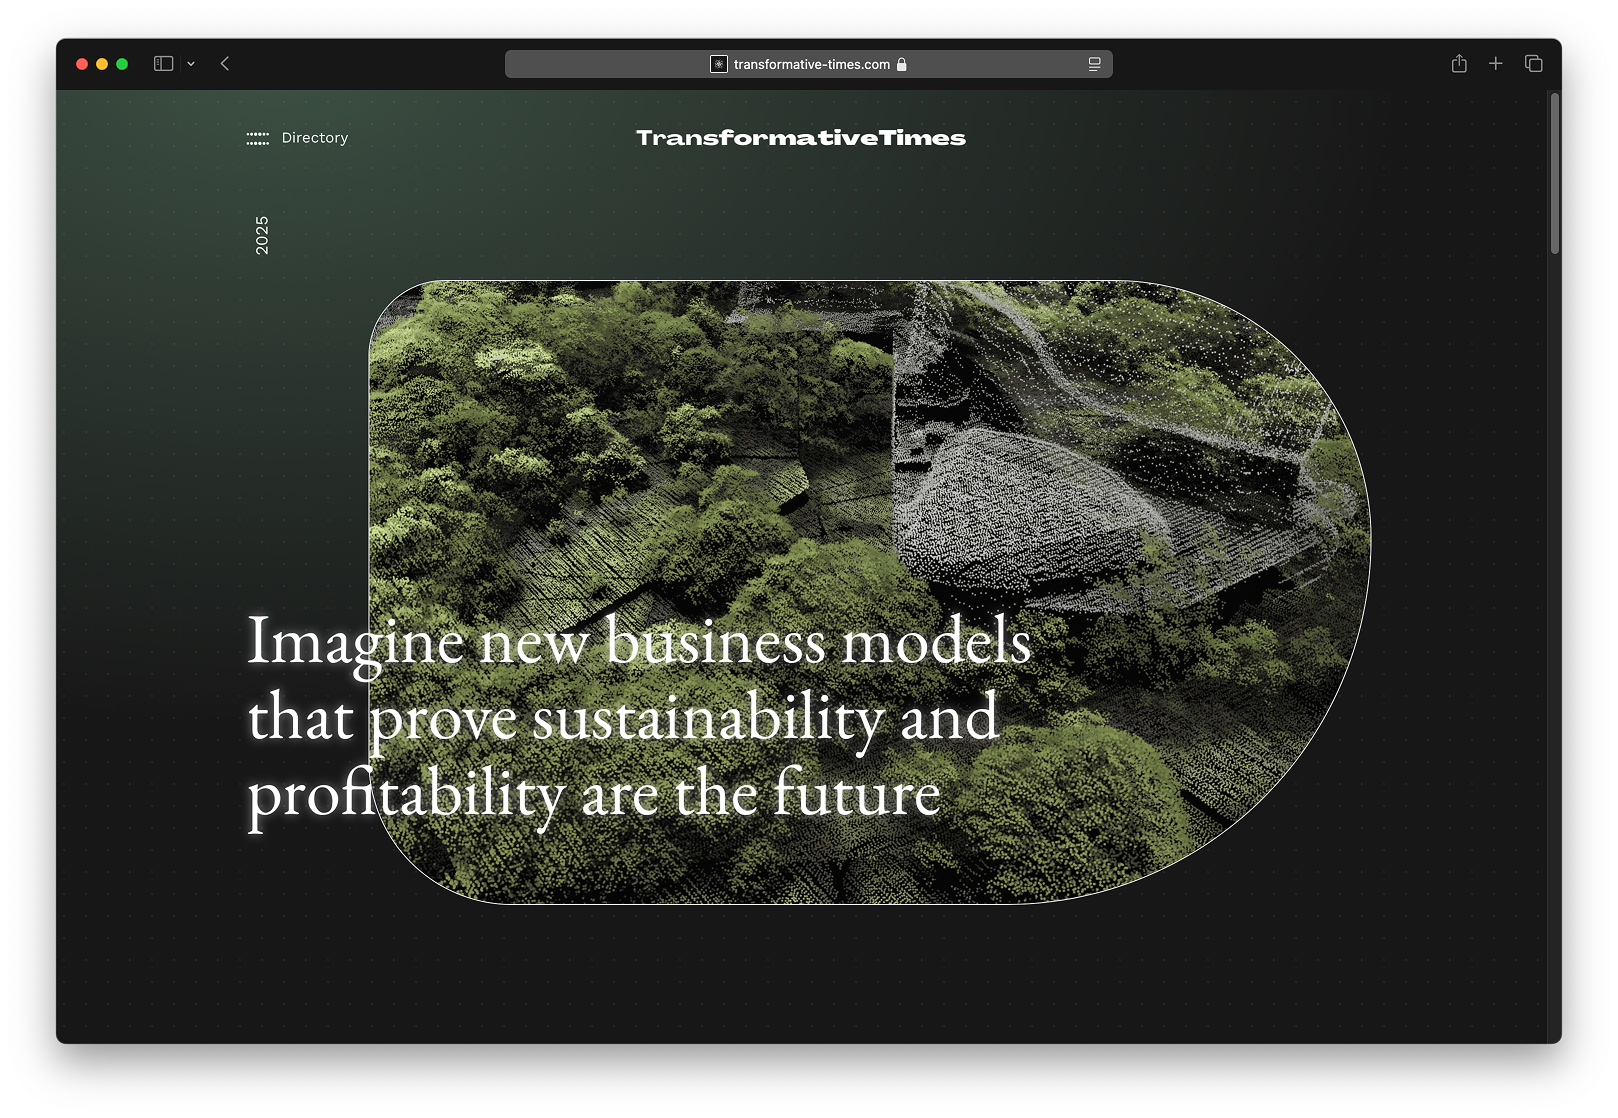 transformative-times.com
Directory
TransformativeTimes
2025
Imagine new business models
that prove sustainability and
profitability are the future